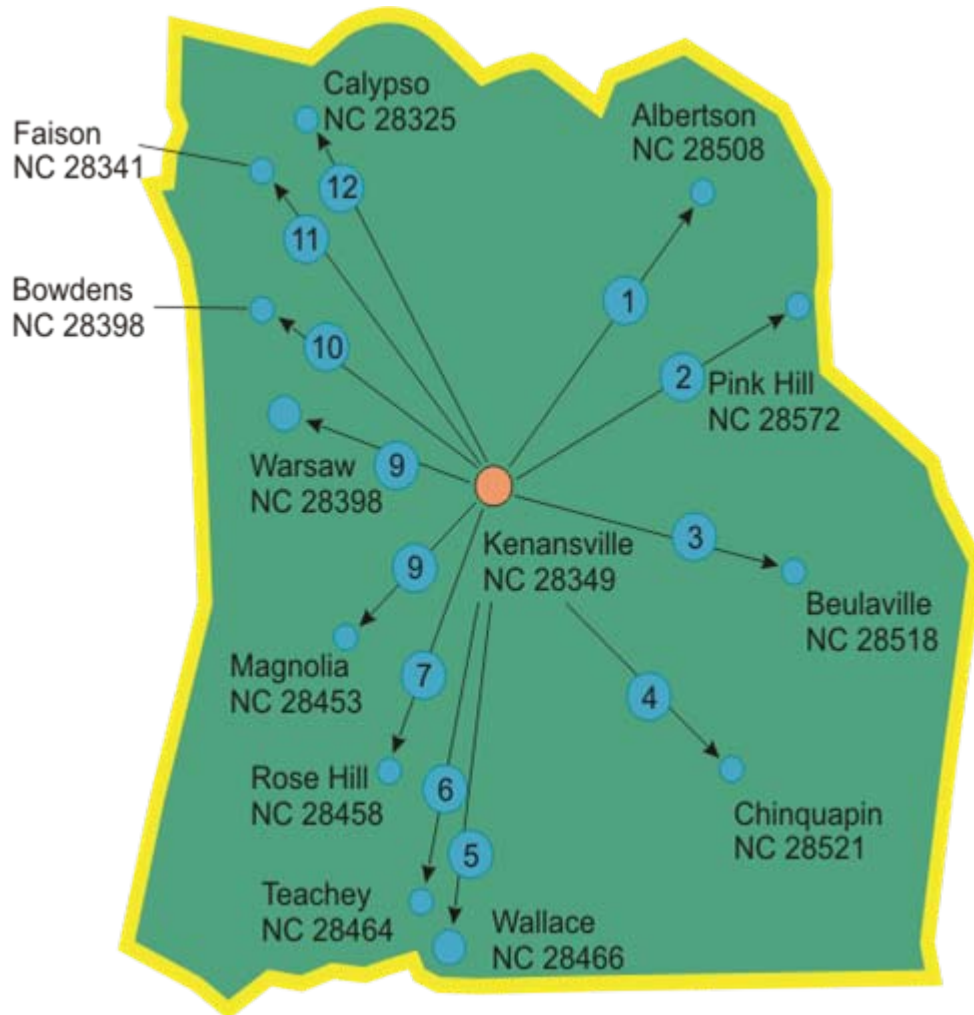 Calypso
NC 28325
Albertson
NC 28508
Faison
NC 28341
12
11
1
Bowdens
NC 28398
10
2
Pink Hill
NC 28572
Warsaw
NC 28398
9
3
Kenansville
NC 28349
9
Beulaville
NC 28518
Magnolia
NC 28453
7
4
Rose Hill
NC 28458
6
Chinquapin
NC 28521
5
Teachey
NC 28464
Wallace
NC 28466